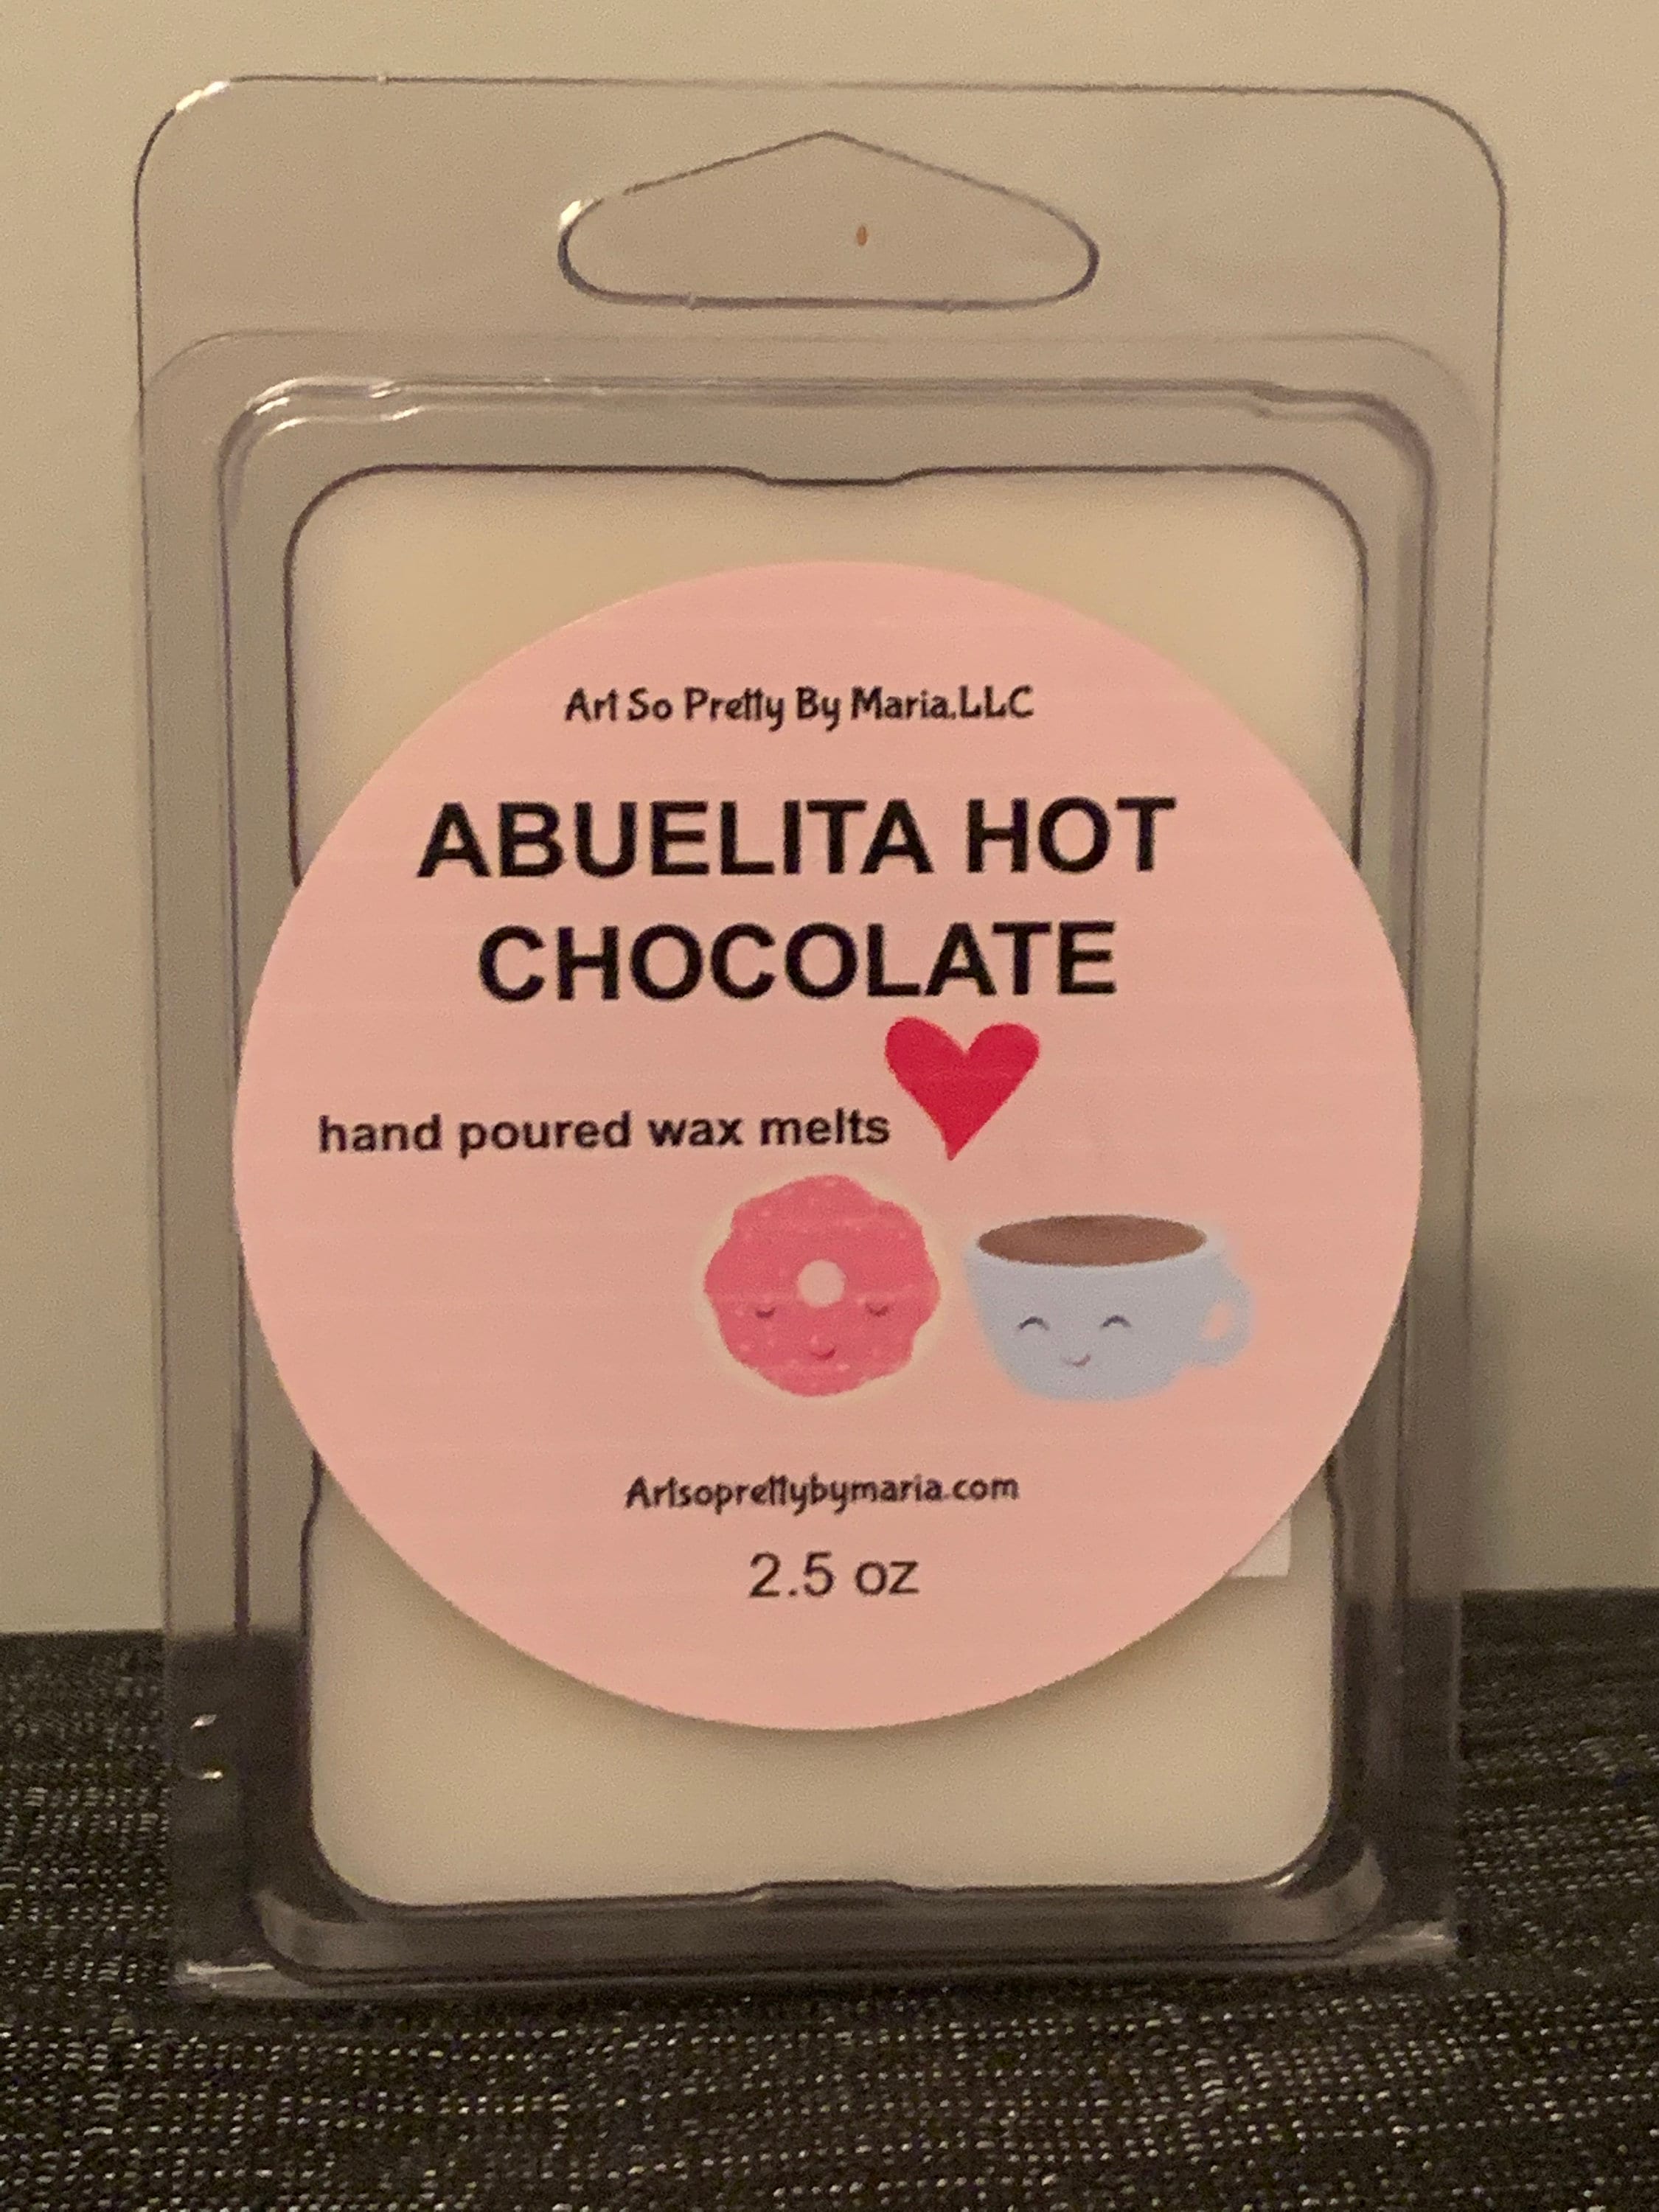 Art So Pretty By Maria.LLC
ABUELITA HOT
CHOCOLATE
hand poured wax melts
Artsoprettybymaria.com
2.5 oz